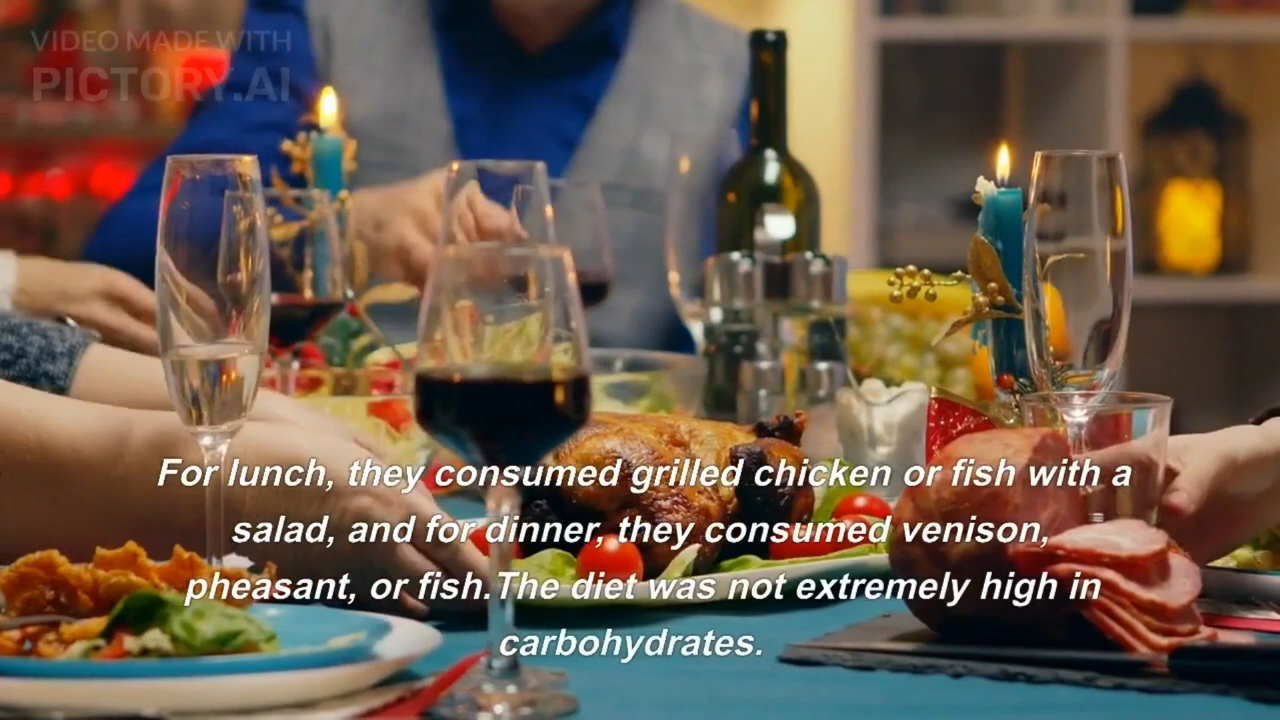 VIDEO MADE WITH
PICTORY.AI
For lunch, they consumed grilled chicken or fish with a
salad, and for dinner, they consumed venison,
pheasant, or fish.The diet was not extremely high in
carbohydrates.